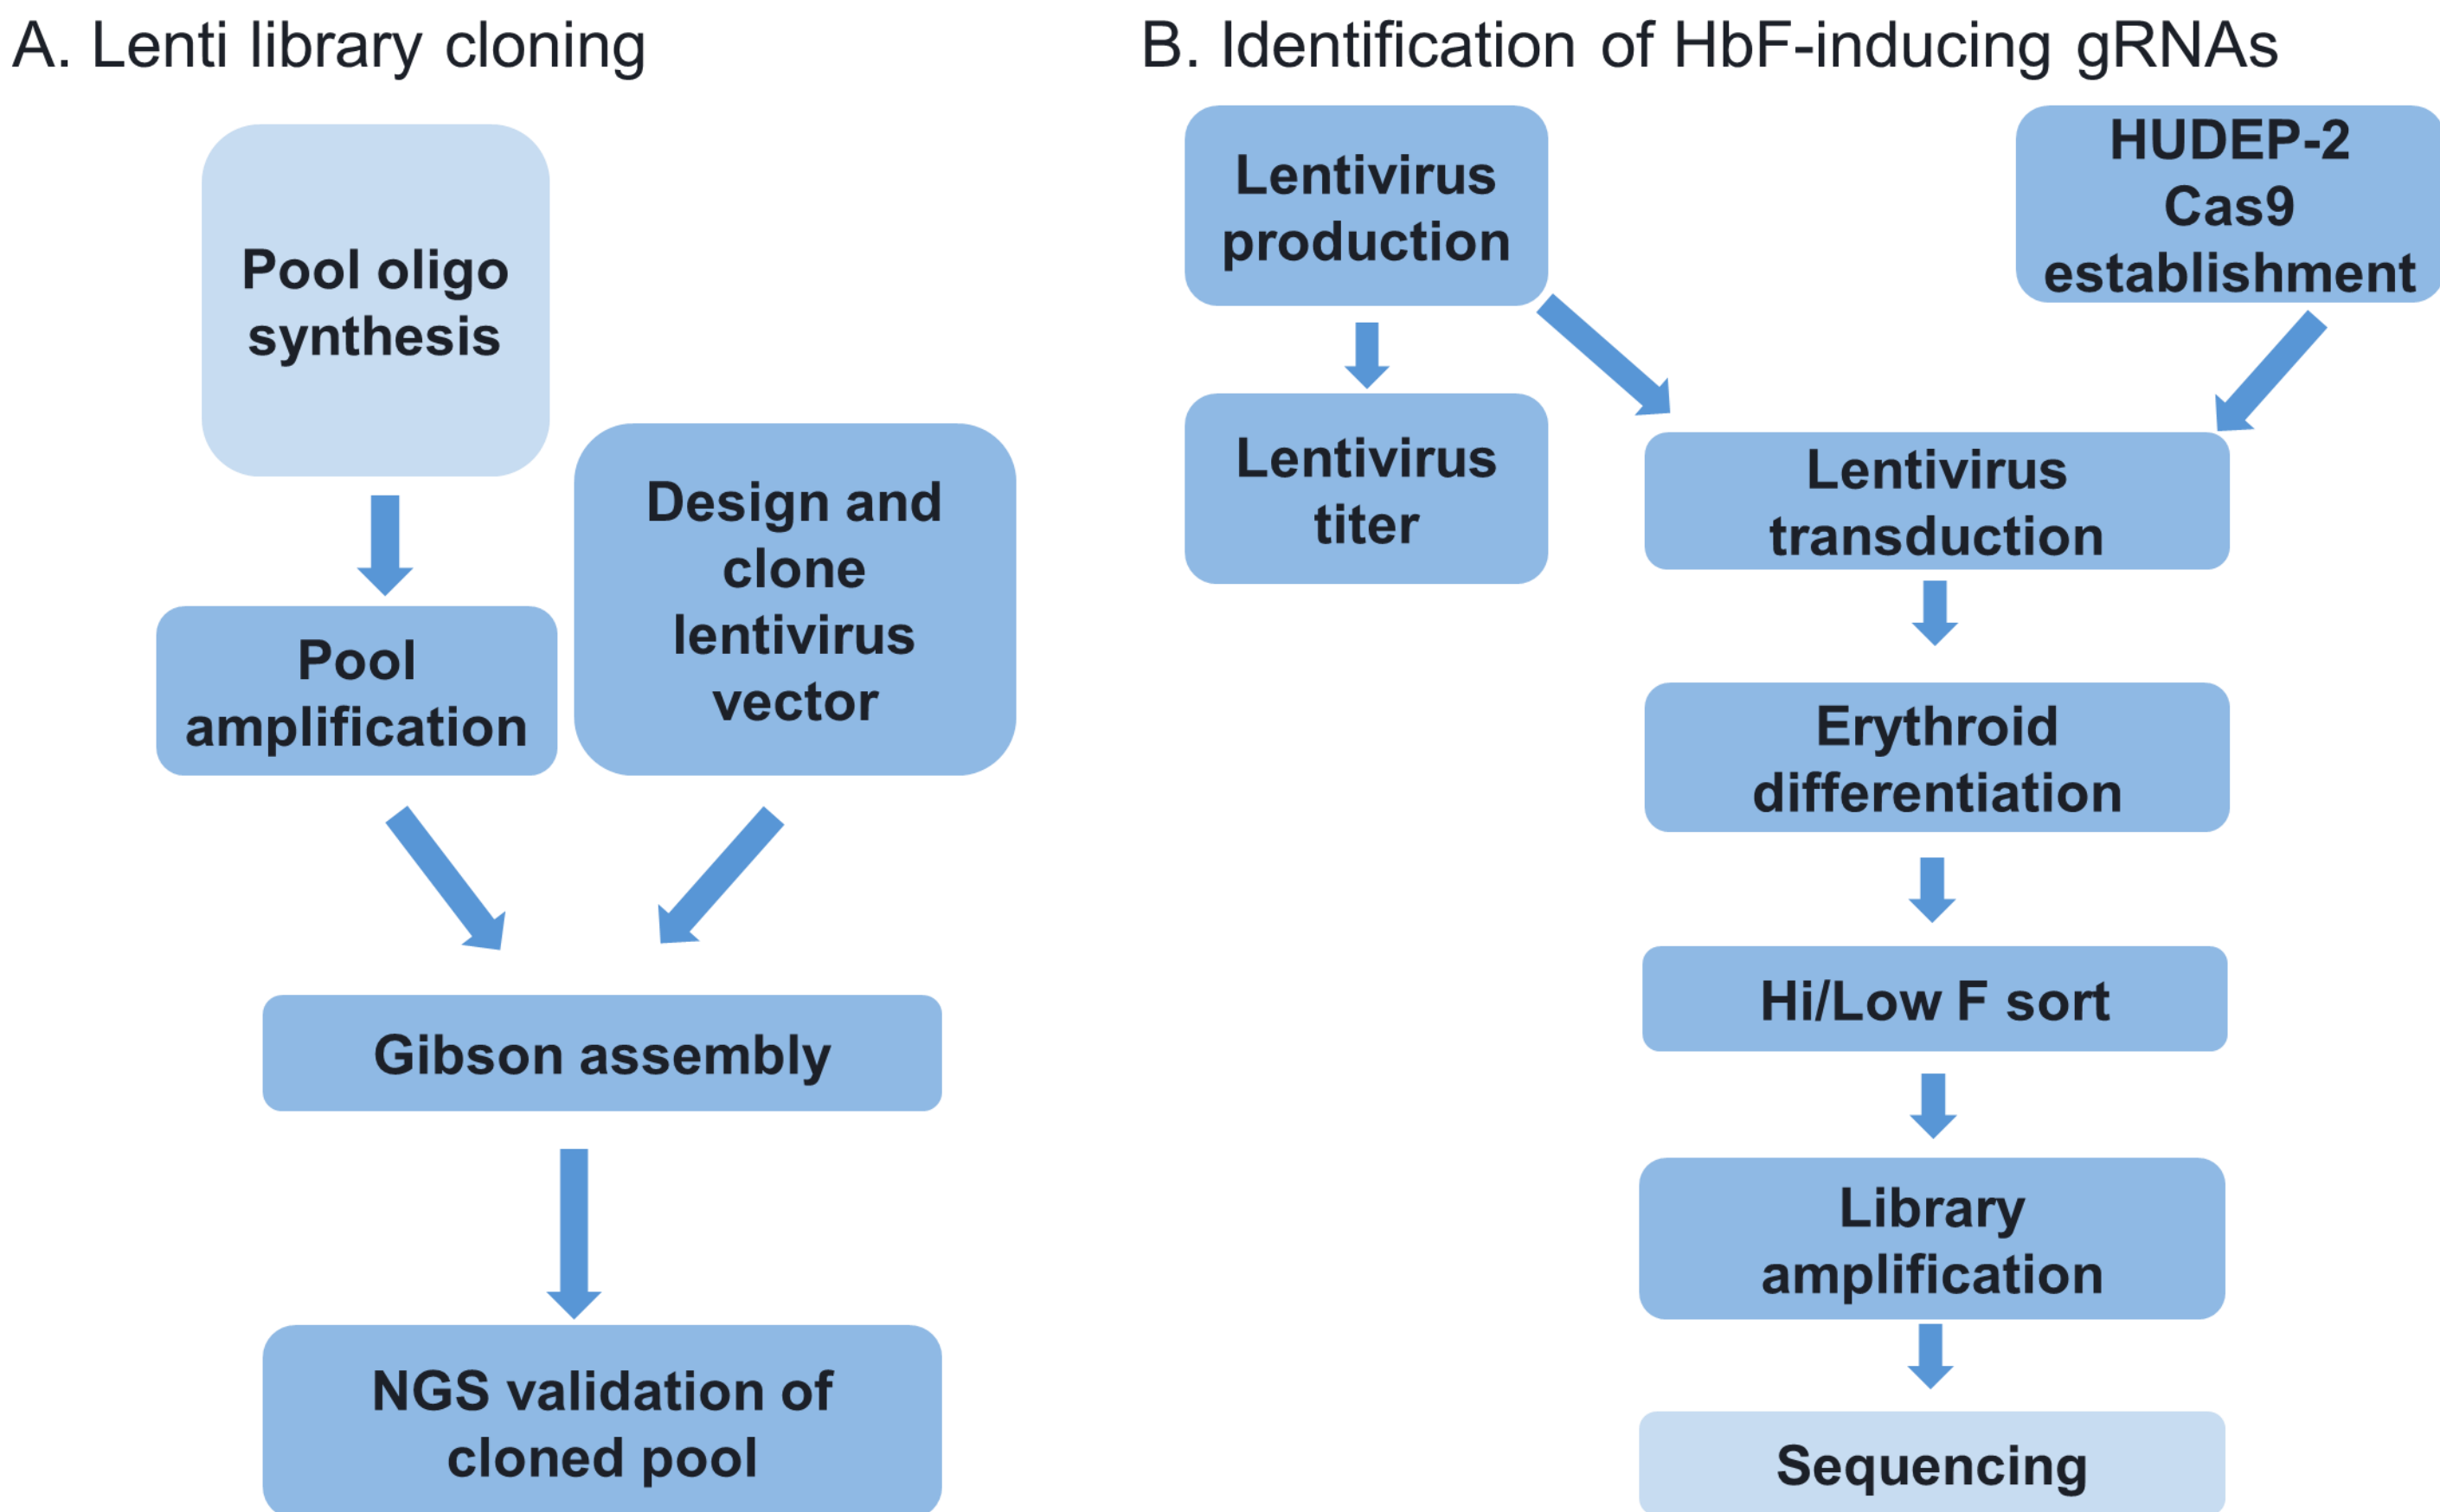 A. Lenti library cloning
Pool oligo
synthesis
Pool
amplification
Design and
clone
lentivirus
vector
Gibson assembly
NGS validation of
cloned pool
B. Identification of HbF-inducing gRNAs
Lentivirus
production
HUDEP-2
Cas9
establishment
Lentivirus
titer
Lentivirus
transduction
Erythroid
differentiation
Hi/Low F sort
Library
amplification
Sequencing